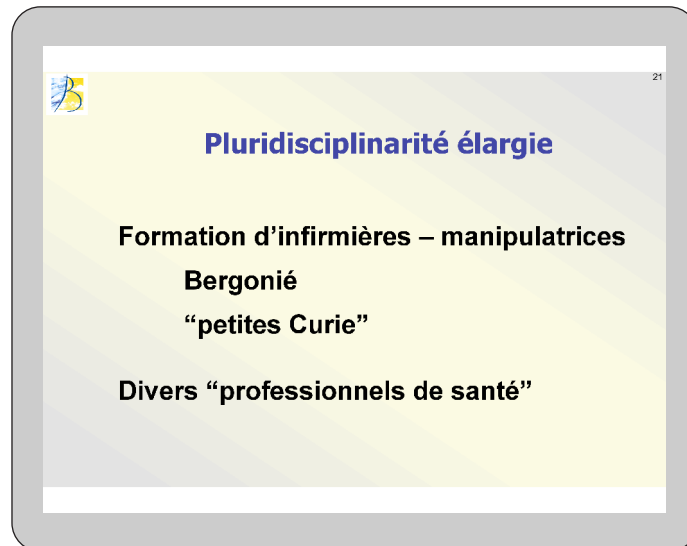 21
Pluridisciplinarité élargie
Formation d’infirmières – manipulatrices
Bergonié
“petites Curie”
Divers “professionnels de santé”